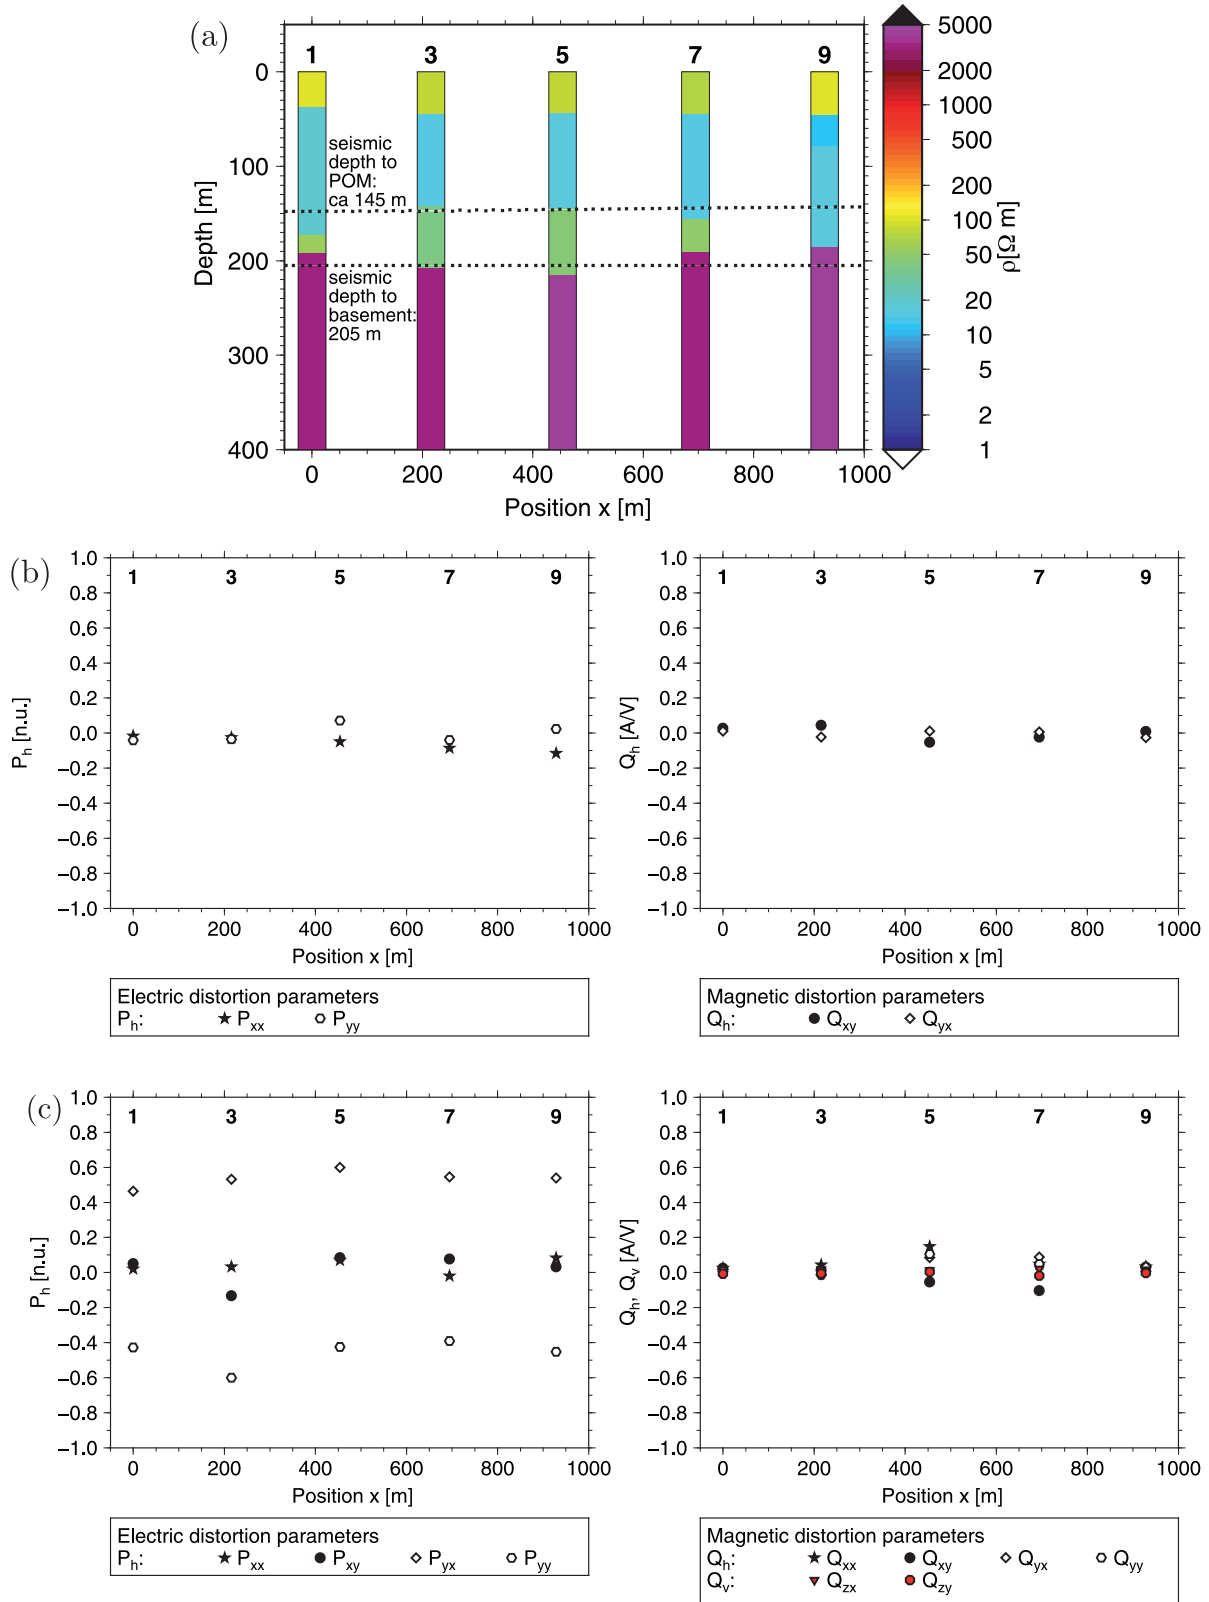 (a)
1 3 5 7 9
0
100
200
300
400
Depth [m]
seismic
depth to
POM:
ca 145 m
seismic
depth to
basement:
205 m
0 200 400 600 800 1000
Position x [m]
5000
2000
1000
500
200
100
50
20
10
5
2
1
ρ[Ω m]
(b)
1 3 5 7 9
1.0
0.8
0.6
0.4
0.2
0.0
−0.2
−0.4
−0.6
−0.8
−1.0
P_h [n.u.]
0 200 400 600 800 1000
Position x [m]
Electric distortion parameters
P_h: P_xx P_yy
1 3 5 7 9
1.0
0.8
0.6
0.4
0.2
0.0
−0.2
−0.4
−0.6
−0.8
−1.0
Q_h [A/V]
0 200 400 600 800 1000
Position x [m]
Magnetic distortion parameters
Q_h: Q_xy Q_yx
(c)
1 3 5 7 9
1.0
0.8
0.6
0.4
0.2
0.0
−0.2
−0.4
−0.6
−0.8
−1.0
P_h [n.u.]
0 200 400 600 800 1000
Position x [m]
Electric distortion parameters
P_h: P_xx P_xy P_yx P_yy
1 3 5 7 9
1.0
0.8
0.6
0.4
0.2
0.0
−0.2
−0.4
−0.6
−0.8
−1.0
Q_h, Q_v [A/V]
0 200 400 600 800 1000
Position x [m]
Magnetic distortion parameters
Q_h: Q_xx Q_xy Q_yx Q_yy
Q_v: Q_zx Q_zy